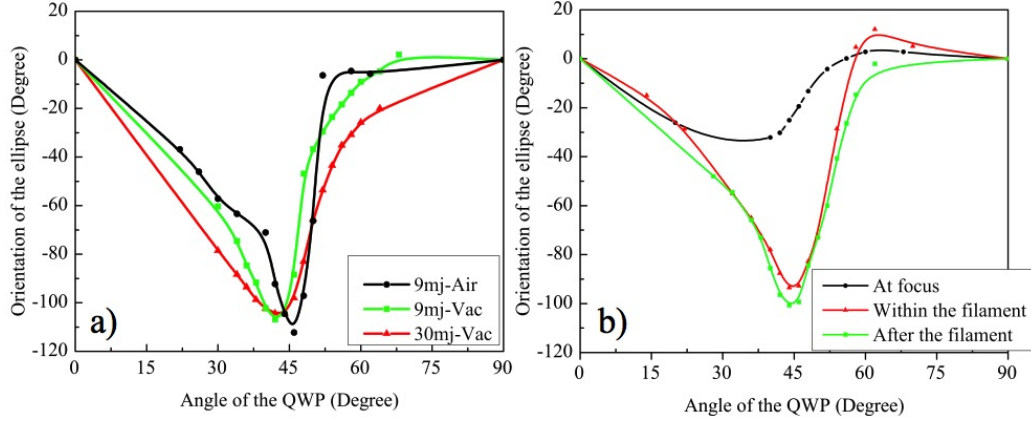 20
0
-20
-40
-60
-80
-100
-120
0 15 30 45 60 75 90
Orientation of the ellipse (Degree)
Angle of the QWP (Degree)
a)
9mj-Air
9mj-Vac
30mj-Vac
20
0
-20
-40
-60
-80
-100
-120
0 15 30 45 60 75 90
Orientation of the ellipse (Degree)
Angle of the QWP (Degree)
b)
At focus
Within the filament
After the filament